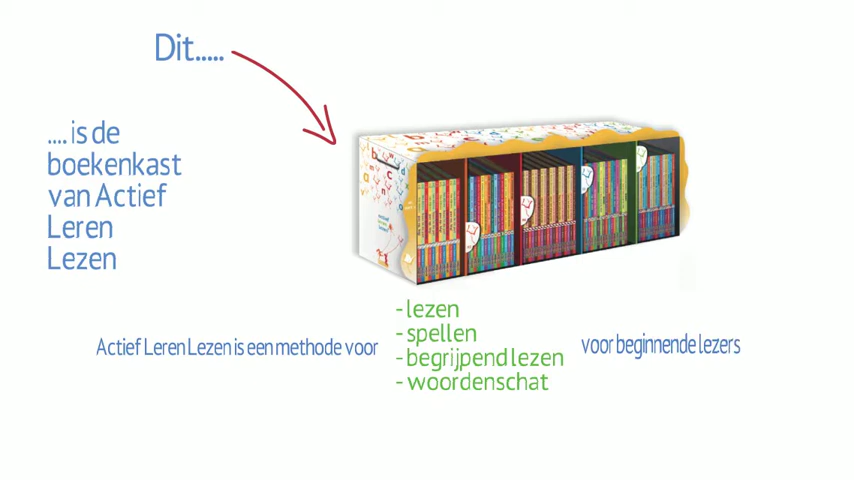 Dit.....
.... is de
boekenkast
van Actief
Leren
Lezen
Actief Leren Lezen is een methode voor
- lezen
- spellen
- begrijpend lezen
- woordenschat
voor beginnende lezers